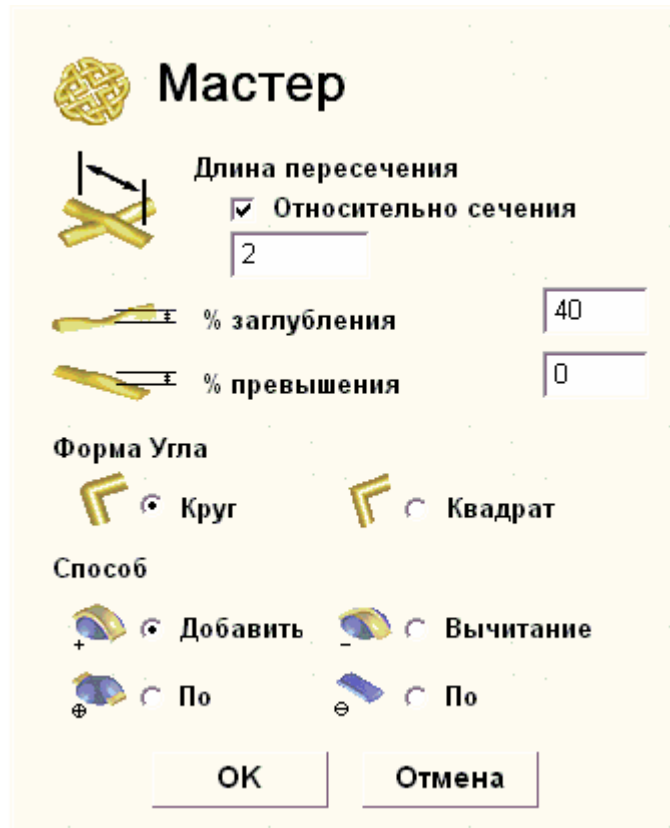 Мастер
Длина пересечения
Относительно сечения
2
% заглубления 40
% превышения 0
Форма Угла
Круг Квадрат
Способ
Добавить Вычитание
По По
OK Отмена